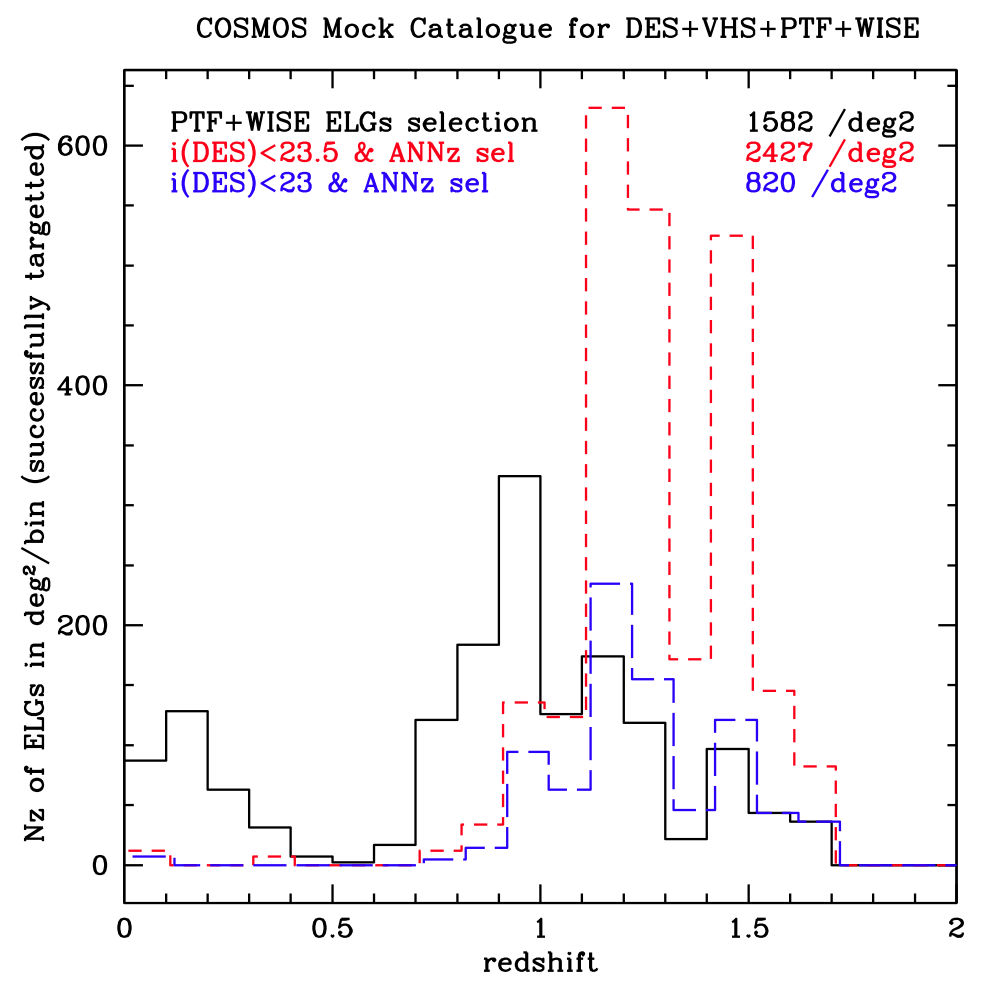 COSMOS Mock Catalogue for DES+VHS+PTF+WISE
PTF+WISE ELGs selection 1582 /deg2
i(DES)<23.5 & ANNz sel 2427 /deg2
i(DES)<23 & ANNz sel 820 /deg2
Nz of ELGs in deg²/bin (successfully targetted)
600
400
200
0
0 0.5 1 1.5 2
redshift